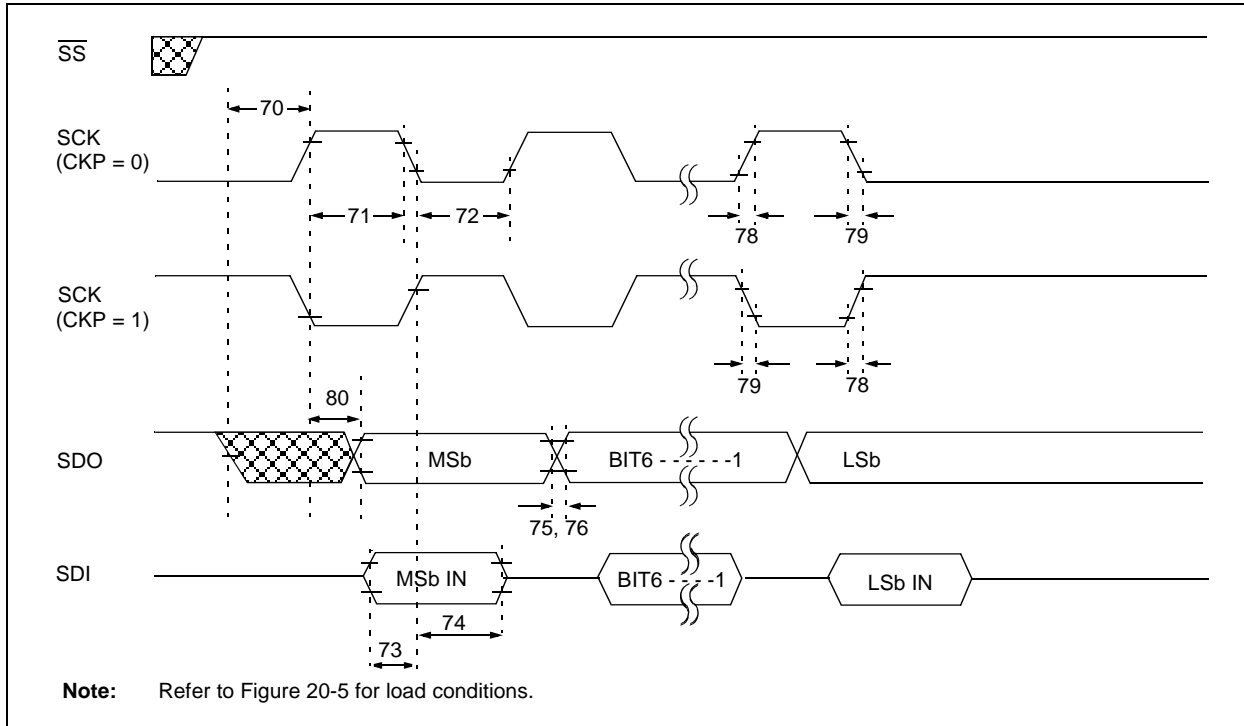 SS
70
SCK
(CKP = 0)
71
72
78
79
SCK
(CKP = 1)
79
78
80
SDO
MSb
BIT6 - - - - - -1
LSb
75, 76
SDI
MSb IN
BIT6 - - - -1
LSb IN
74
73
Note: Refer to Figure 20-5 for load conditions.